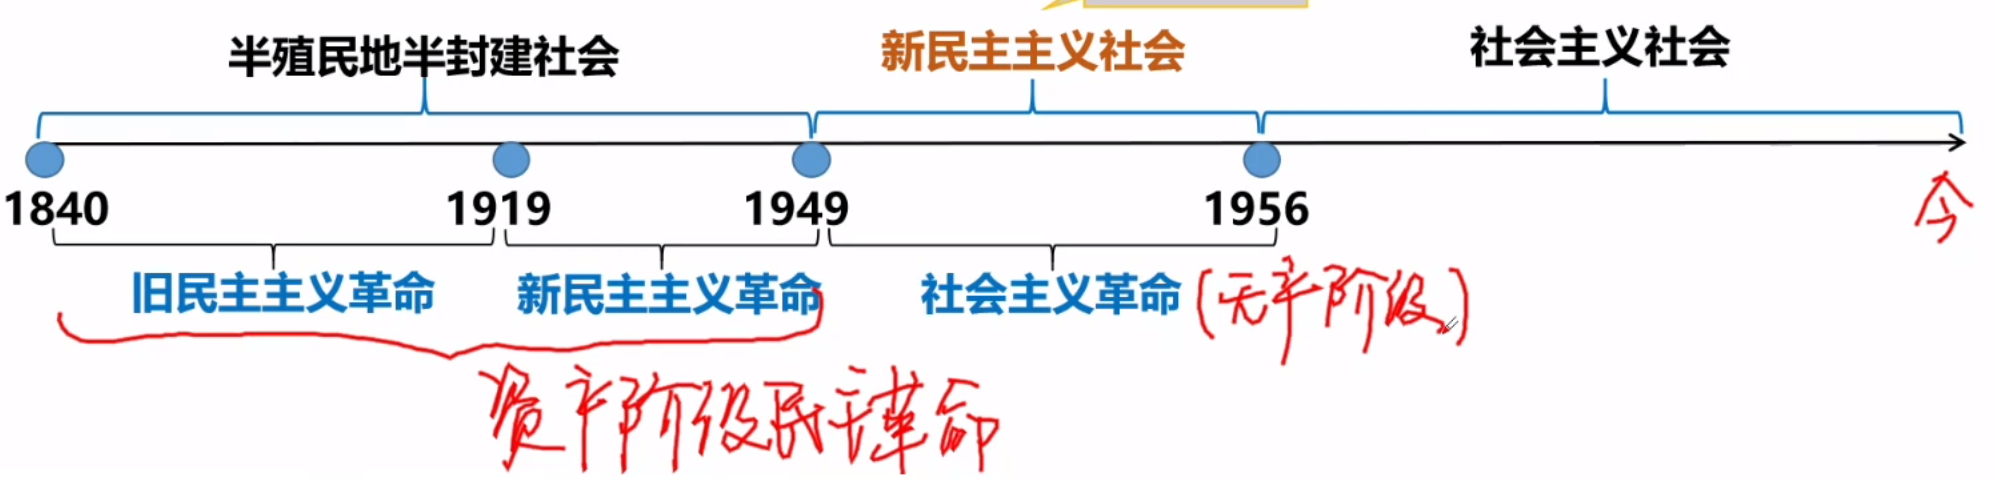 半殖民地半封建社会 新民主主义社会 社会主义社会
1840 1919 1949 1956 今
旧民主主义革命 新民主主义革命 社会主义革命 (无产阶级)
资产阶级民主革命